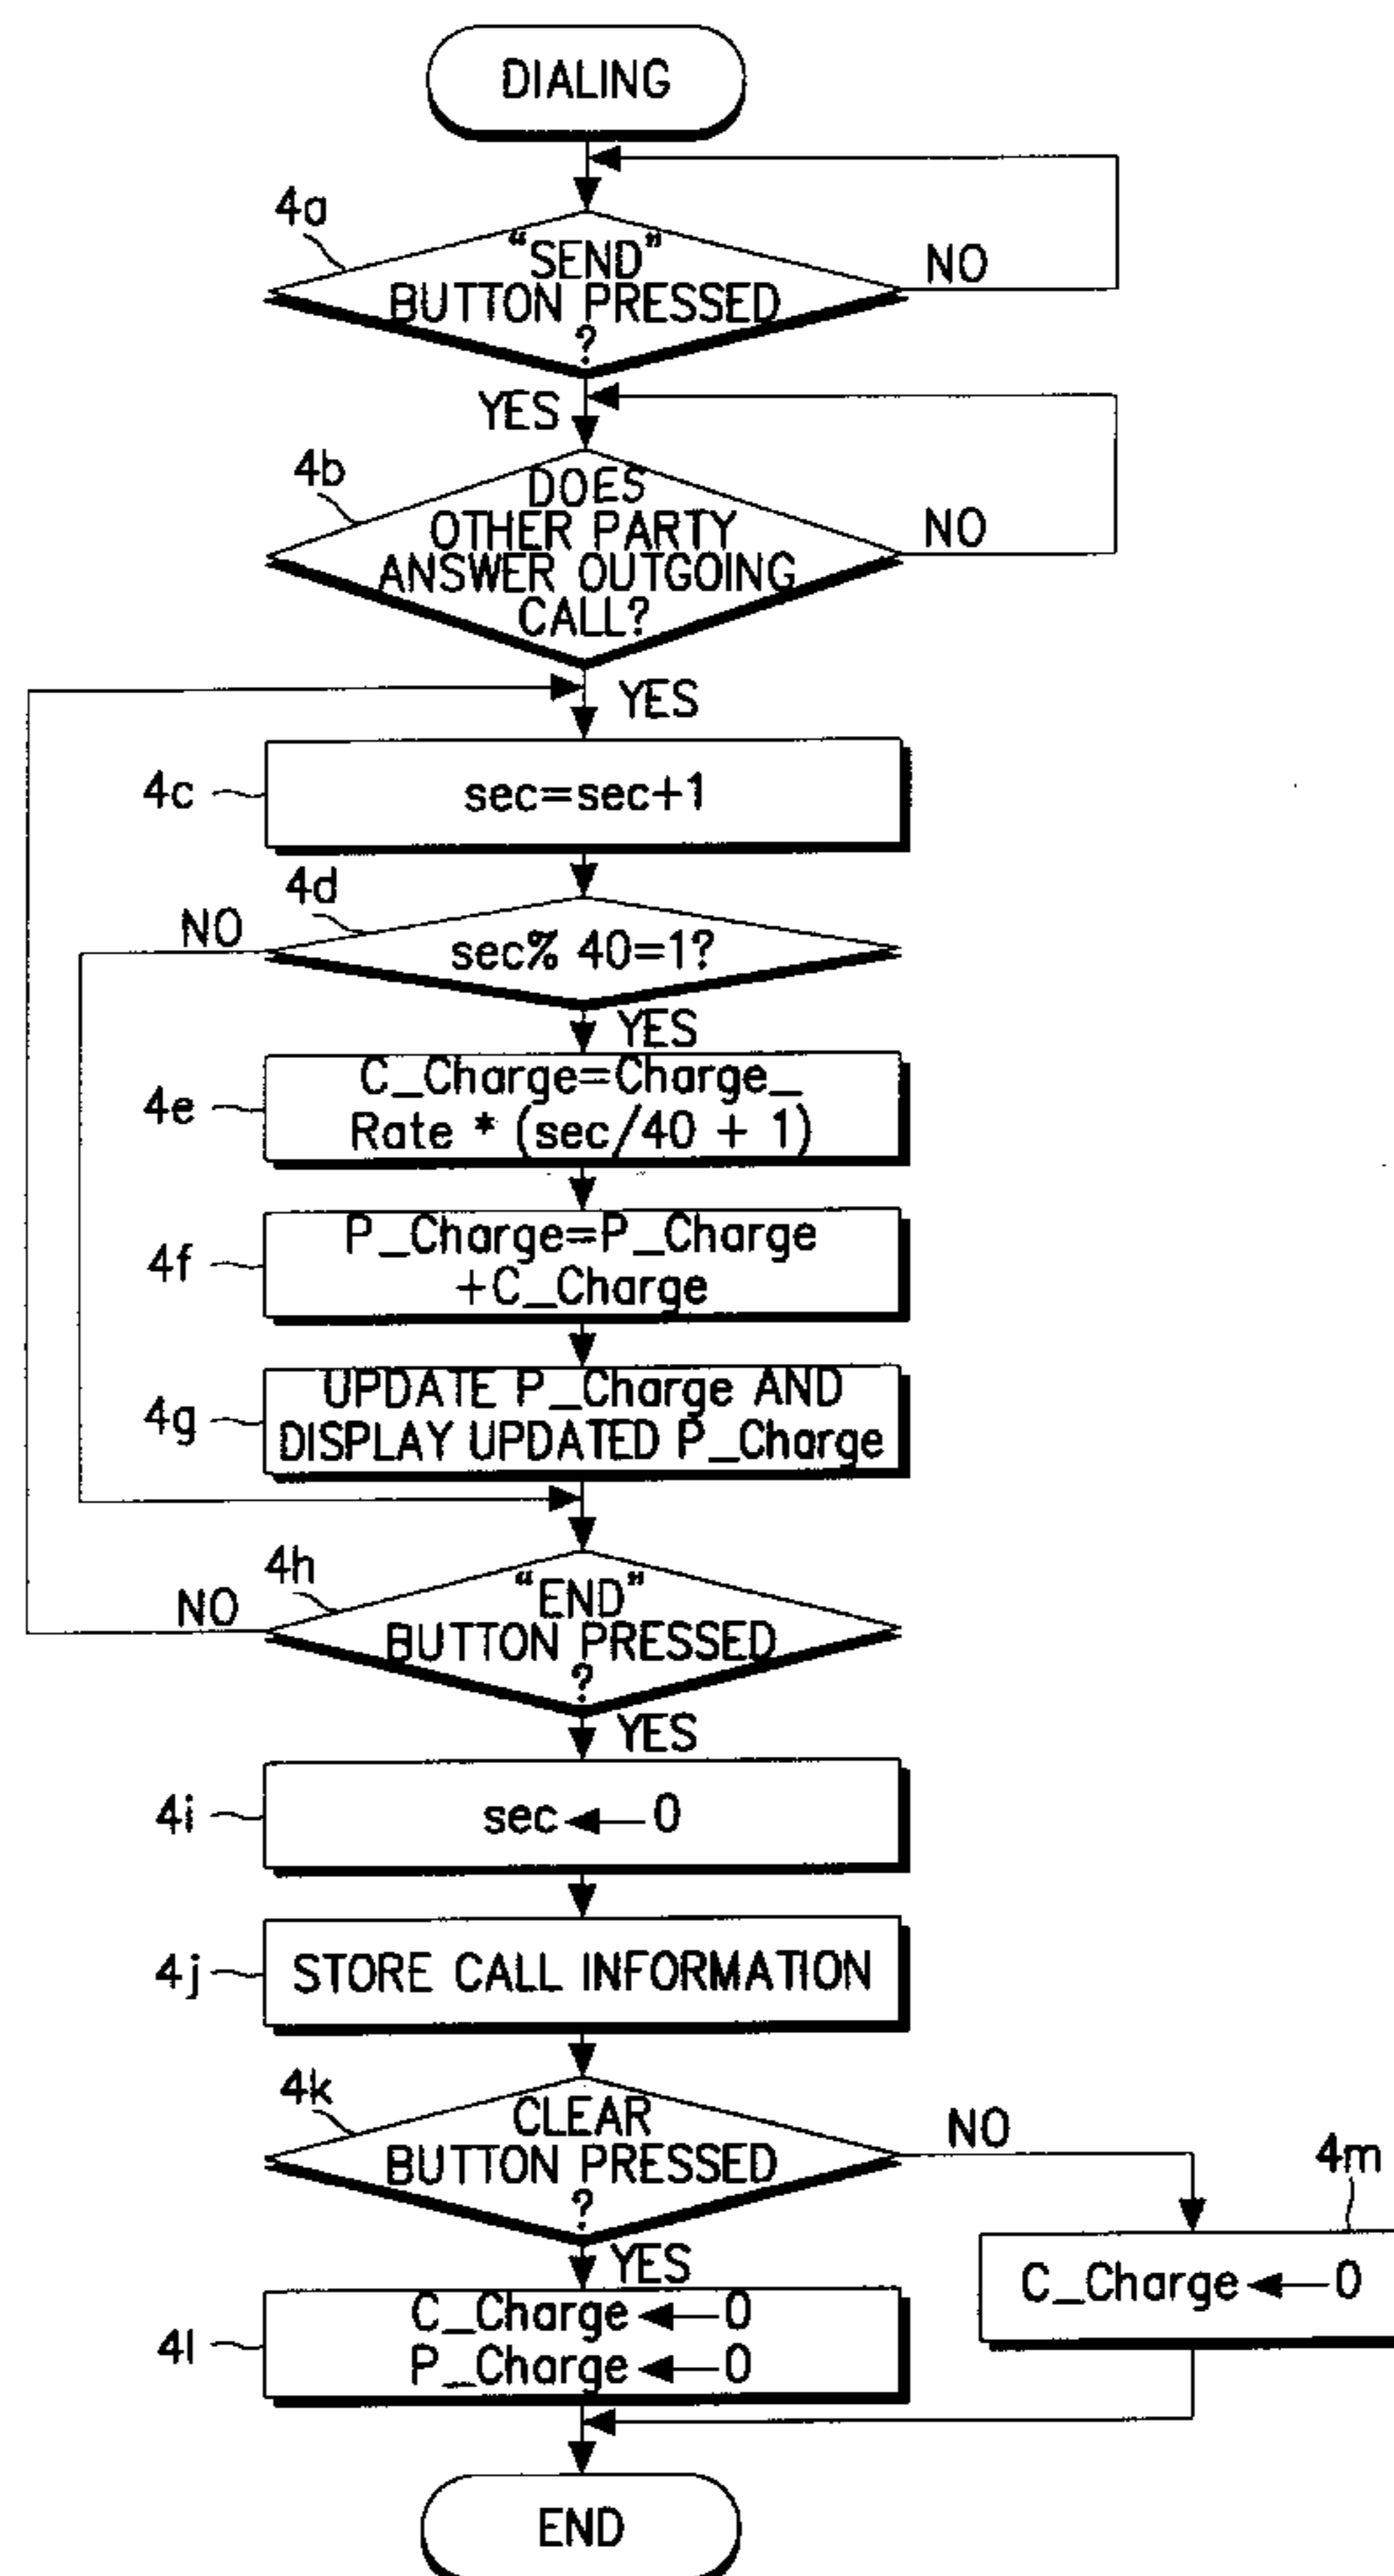 DIALING
4a
"SEND"
BUTTON PRESSED
?
NO
YES
4b
DOES
OTHER PARTY
ANSWER OUTGOING
CALL?
NO
YES
4c
sec=sec+1
4d
NO
sec% 40=1?
YES
4e
C_Charge=Charge_
Rate * (sec/40 + 1)
4f
P_Charge=P_Charge
+C_Charge
4g
UPDATE P_Charge AND
DISPLAY UPDATED P_Charge
4h
NO
"END"
BUTTON PRESSED
?
YES
4i
sec ← 0
4j
STORE CALL INFORMATION
4k
CLEAR
BUTTON PRESSED
?
NO
YES
4m
C_Charge ← 0
4l
C_Charge ← 0
P_Charge ← 0
END